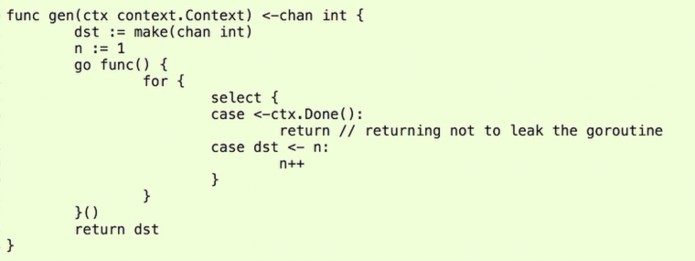 func gen(ctx context.Context) <-chan int {
        dst := make(chan int)
        n := 1
        go func() {
                for {
                        select {
                        case <-ctx.Done():
                                return // returning not to leak the goroutine
                        case dst <- n:
                                n++
                        }
                }
        }()
        return dst
}